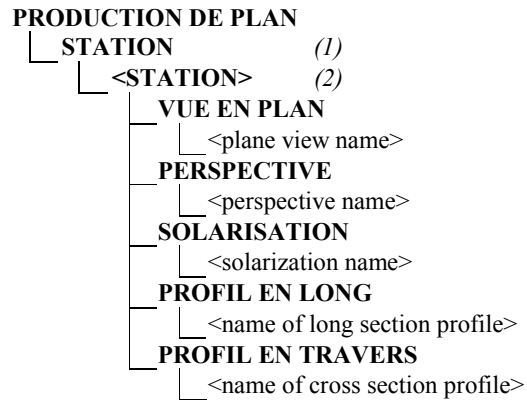 PRODUCTION DE PLAN
STATION (1)
<STATION> (2)
VUE EN PLAN
<plane view name>
PERSPECTIVE
<perspective name>
SOLARISATION
<solarization name>
PROFIL EN LONG
<name of long section profile>
PROFIL EN TRAVERS
<name of cross section profile>